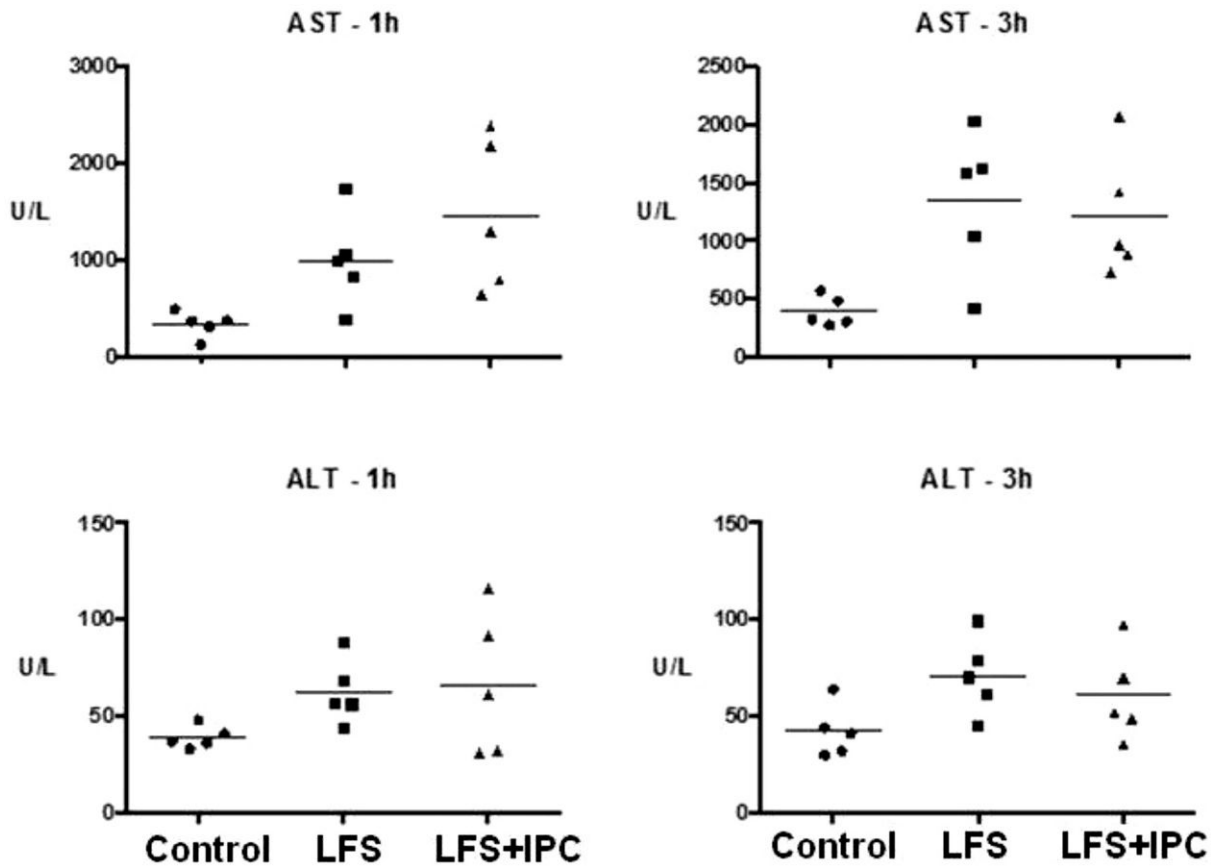 AST - 1h
3000
2000
U/L
1000
0
AST - 3h
2500
2000
1500
U/L
1000
500
0
ALT - 1h
150
100
U/L
50
0
Control LFS LFS+IPC
ALT - 3h
150
100
U/L
50
0
Control LFS LFS+IPC